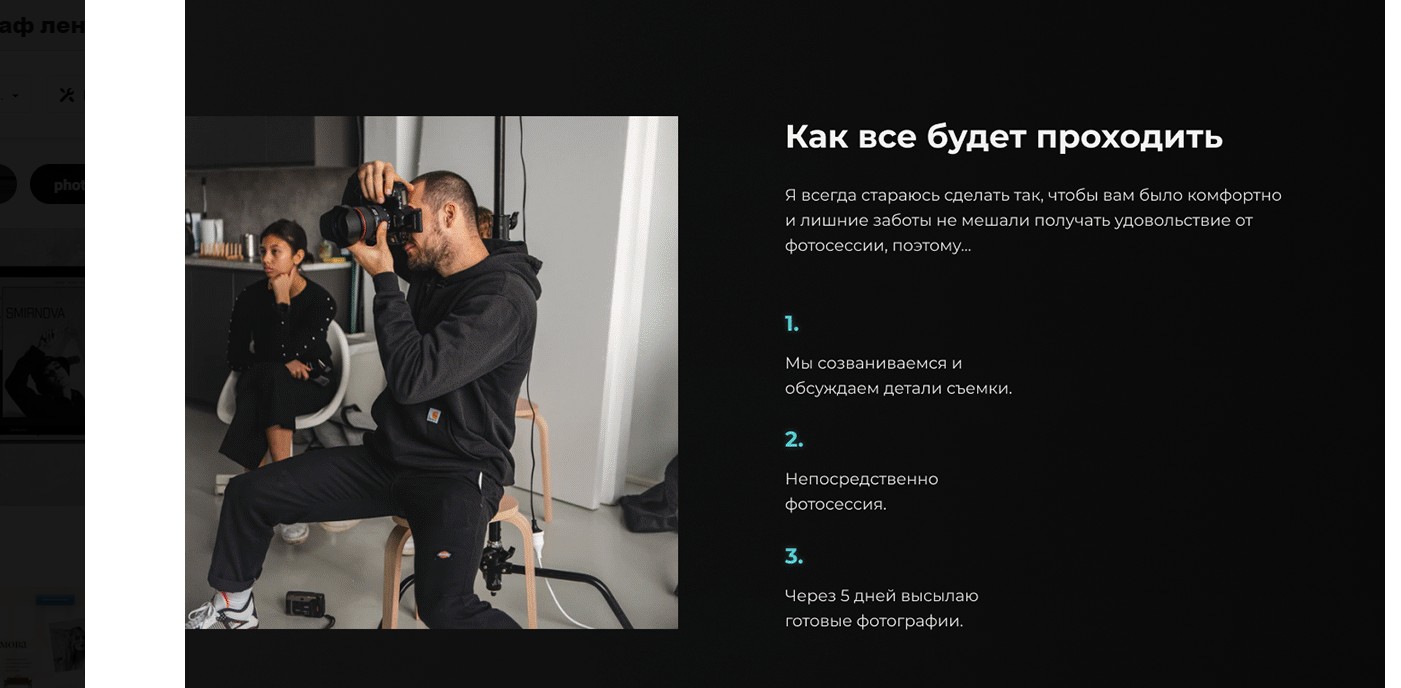 phot
SMIRNOVA
Как все будет проходить
Я всегда стараюсь сделать так, чтобы вам было комфортно
и лишние заботы не мешали получать удовольствие от
фотосессии, поэтому...
1.
Мы созваниваемся и
обсуждаем детали съемки.
2.
Непосредственно
фотосессия.
3.
Через 5 дней высылаю
готовые фотографии.